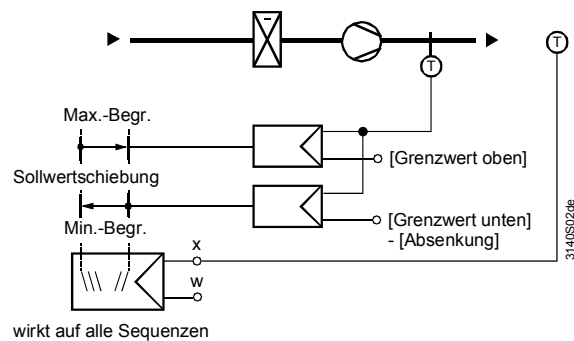 T
T
Max.-Begr.
[Grenzwert oben]
Sollwertschiebung
[Grenzwert unten]
- [Absenkung]
Min.-Begr.
x
w
wirkt auf alle Sequenzen
3140S02de